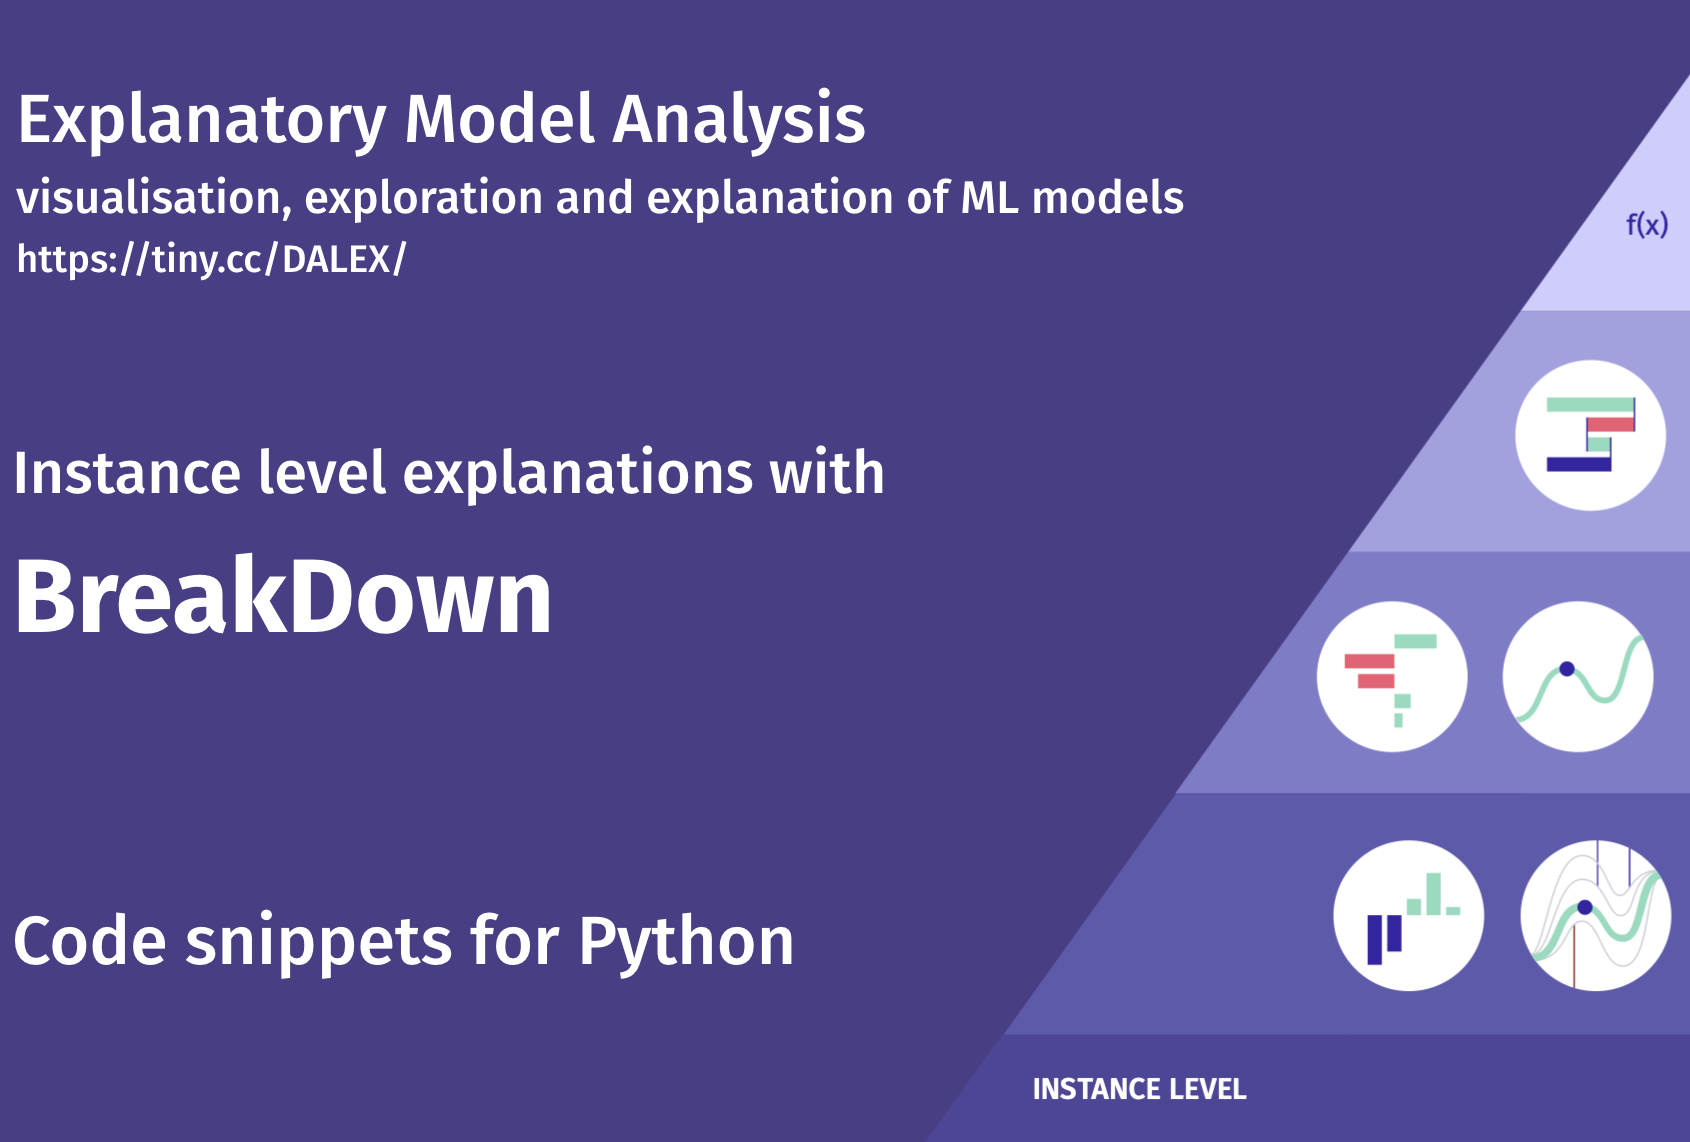 Explanatory Model Analysis
visualisation, exploration and explanation of ML models
https://tiny.cc/DALEX/
f(x)
Instance level explanations with
BreakDown
Code snippets for Python
INSTANCE LEVEL